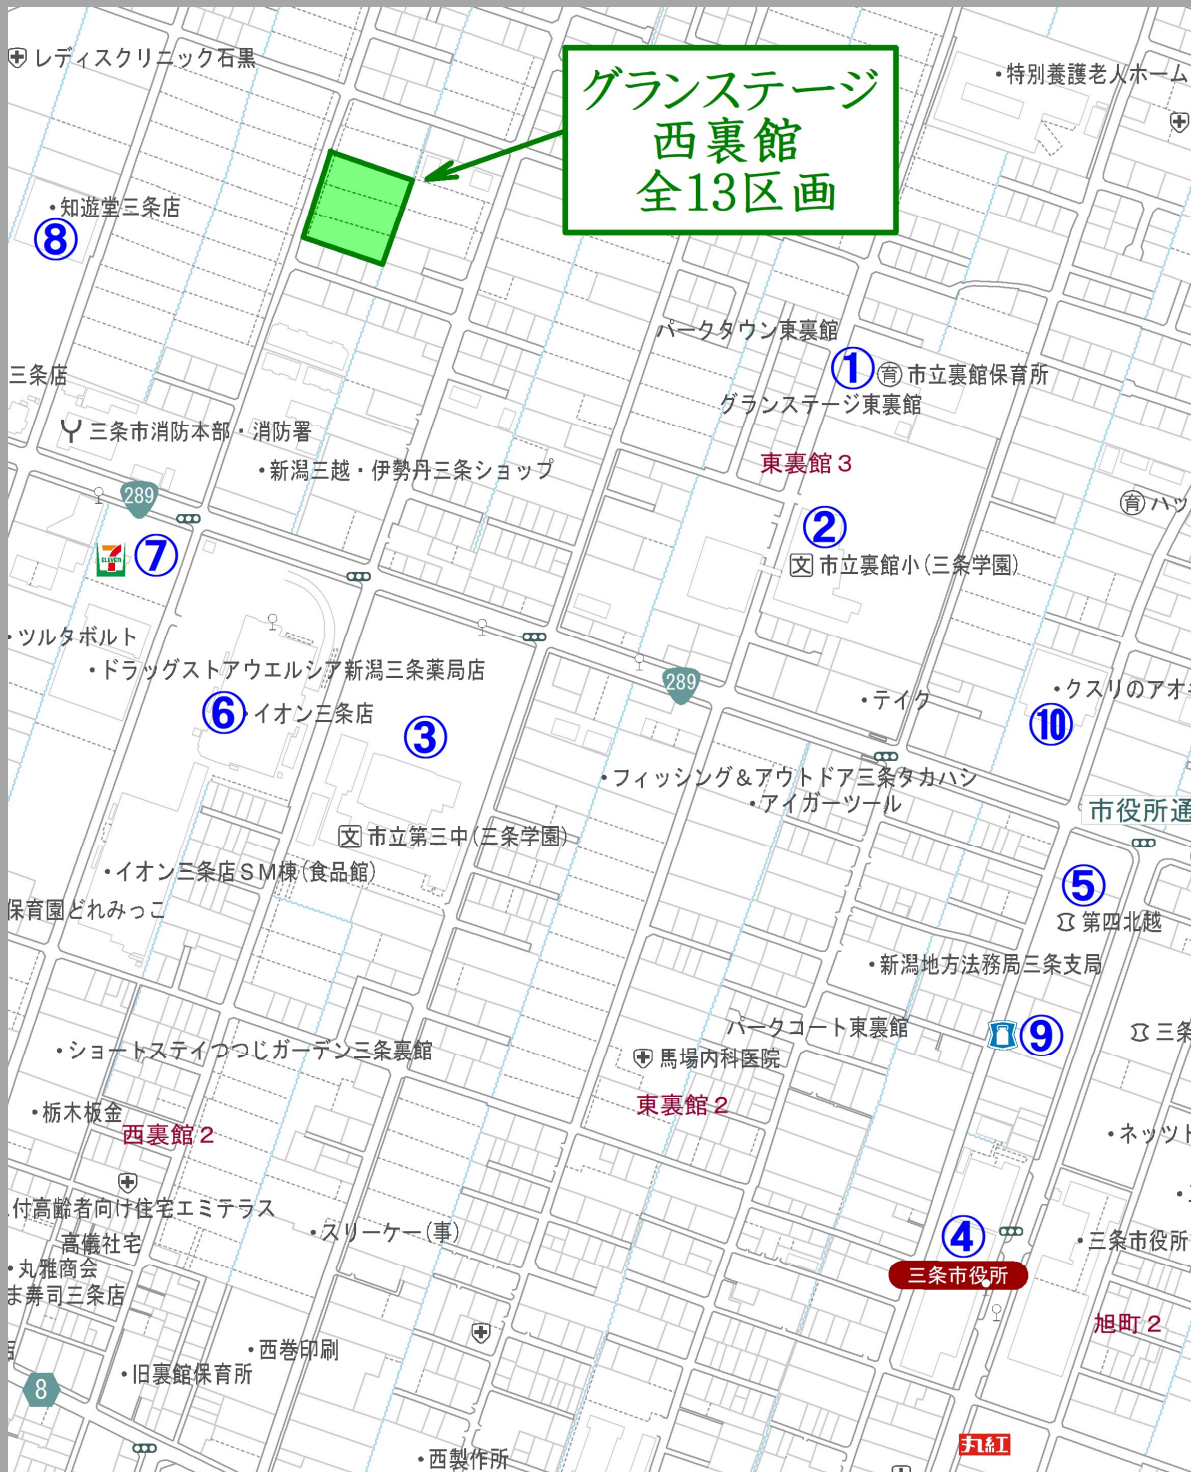 レディスクリニック石黒
グランステージ
西裏館
全13区画
特別養護老人ホーム
知遊堂三条店
⑧
パークタウン東裏館
①
育 市立裏館保育所
三条店
グランステージ東裏館
三条市消防本部・消防署
新潟三越・伊勢丹三条ショップ
東裏館3
289
育 ハッ
②
⑦
7
ELEVEN
文 市立裏館小(三条学園)
ツルタボルト
ドラッグストアウエルシア新潟三条薬局店
289
クスリのアオキ
テイク
⑥
イオン三条店
③
⑩
フィッシング&アウトドア三条タカハシ
アイガーツール
市役所通
文 市立第三中(三条学園)
イオン三条店SM棟(食品館)
⑤
保育園どれみっこ
第四北越
新潟地方法務局三条支局
パークコート東裏館
⑨
三条
ショートステイつつじガーデン三条裏館
馬場内科医院
東裏館2
栃木板金
西裏館2
ネッツト
付高齢者向け住宅エミテラス
スリーケー(事)
高儀社宅
④
三条市役所
丸雅商会
三条市役所
ま寿司三条店
旭町2
西巻印刷
旧裏館保育所
8
丸紅
西製作所